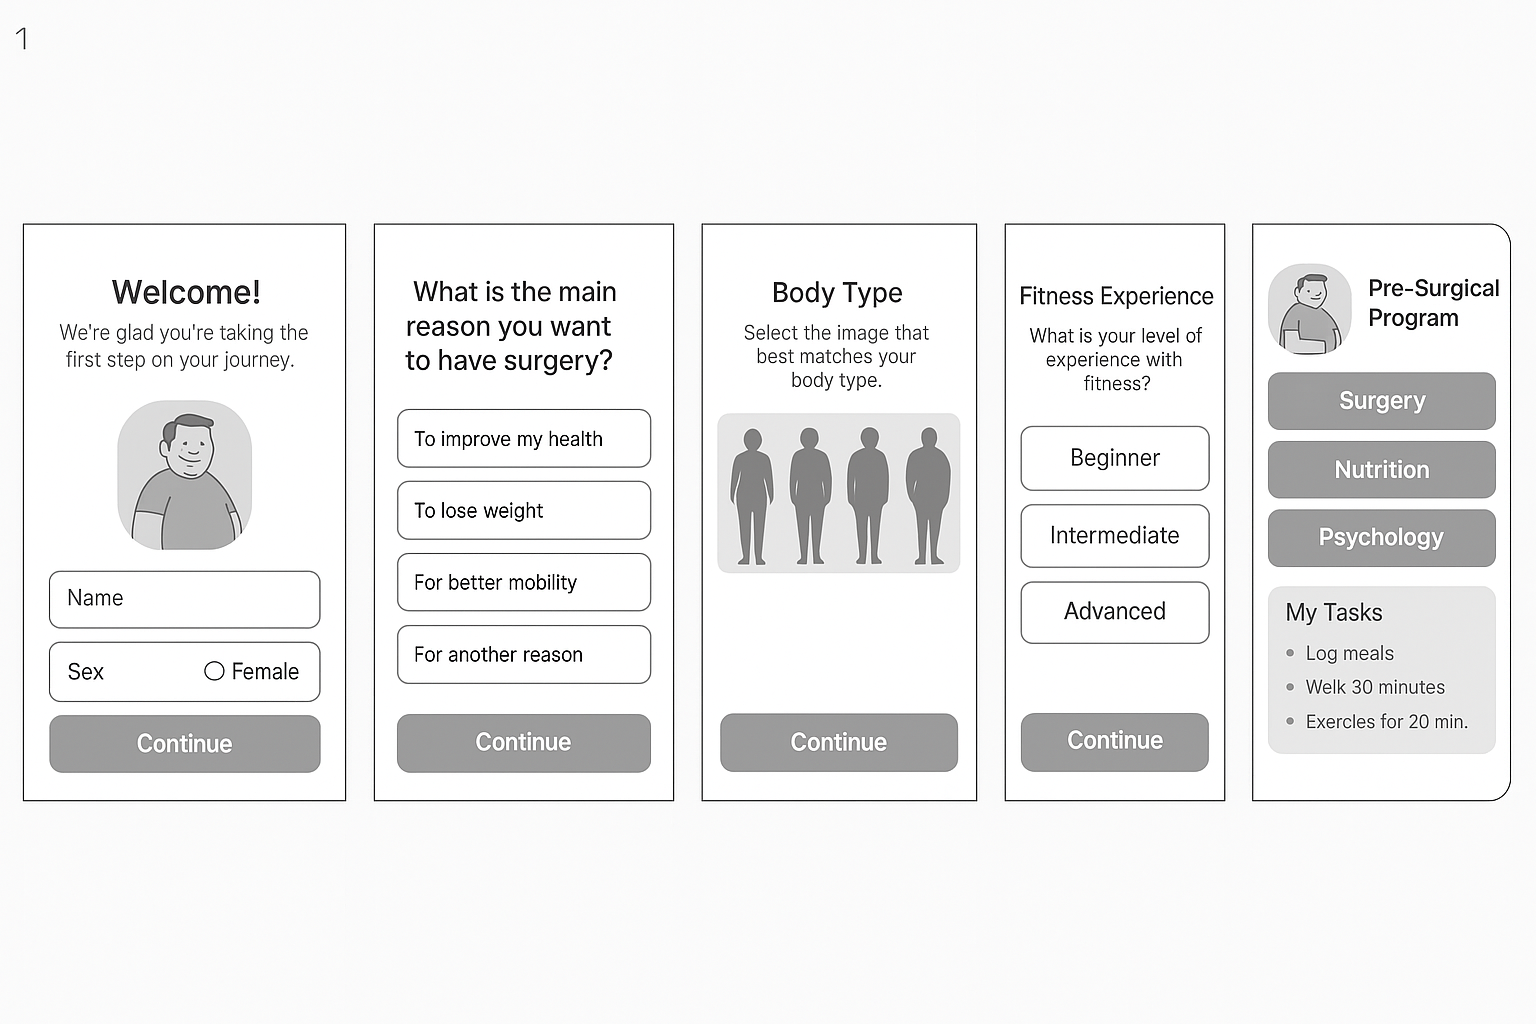 1
Welcome!
We're glad you're taking the
first step on your journey.
Name
Sex Female
Continue
What is the main
reason you want
to have surgery?
To improve my health
To lose weight
For better mobility
For another reason
Continue
Body Type
Select the image that
best matches your
body type.
Continue
Fitness Experience
What is your level of
experience with
fitness?
Beginner
Intermediate
Advanced
Continue
Pre-Surgical
Program
Surgery
Nutrition
Psychology
My Tasks
• Log meals
• Welk 30 minutes
• Exercles for 20 min.